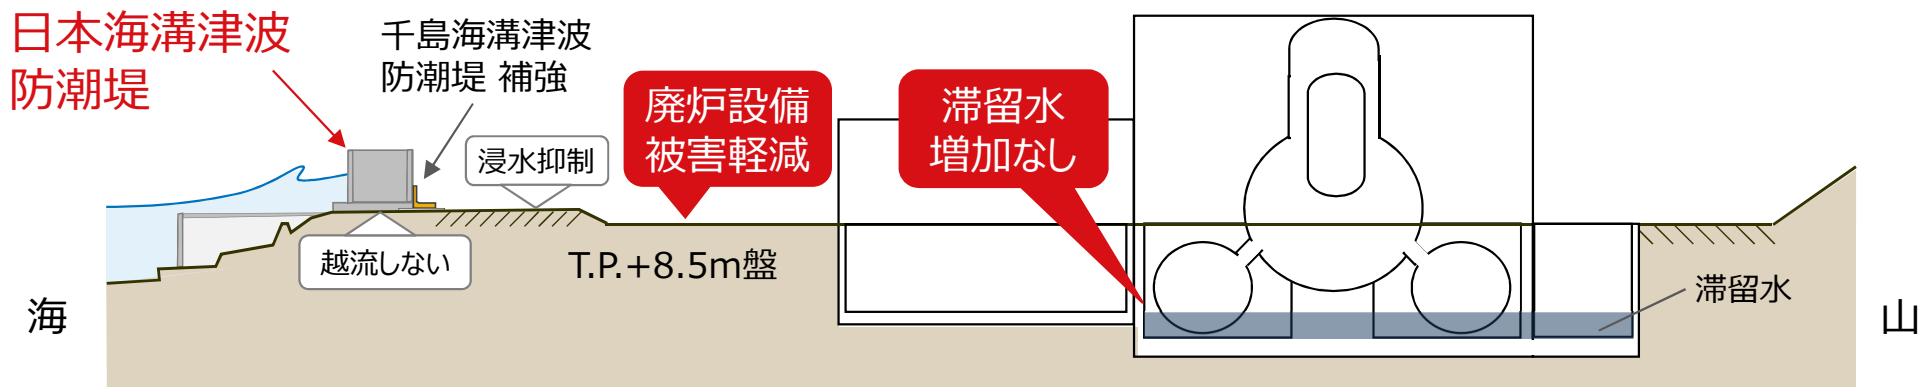 日本海溝津波
防潮堤
千島海溝津波
防潮堤 補強
浸水抑制
廃炉設備
被害軽減
滞留水
増加なし
越流しない
T.P.+8.5m盤
滞留水
海
山